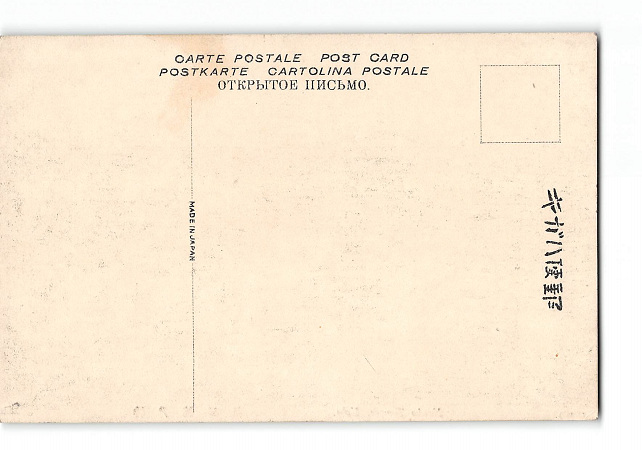 CARTE POSTALE POST CARD
POSTKARTE CARTOLINA POSTALE
ОТКРЫТОЕ ПИСЬМО.
MADE IN JAPAN
郵便ハガキ